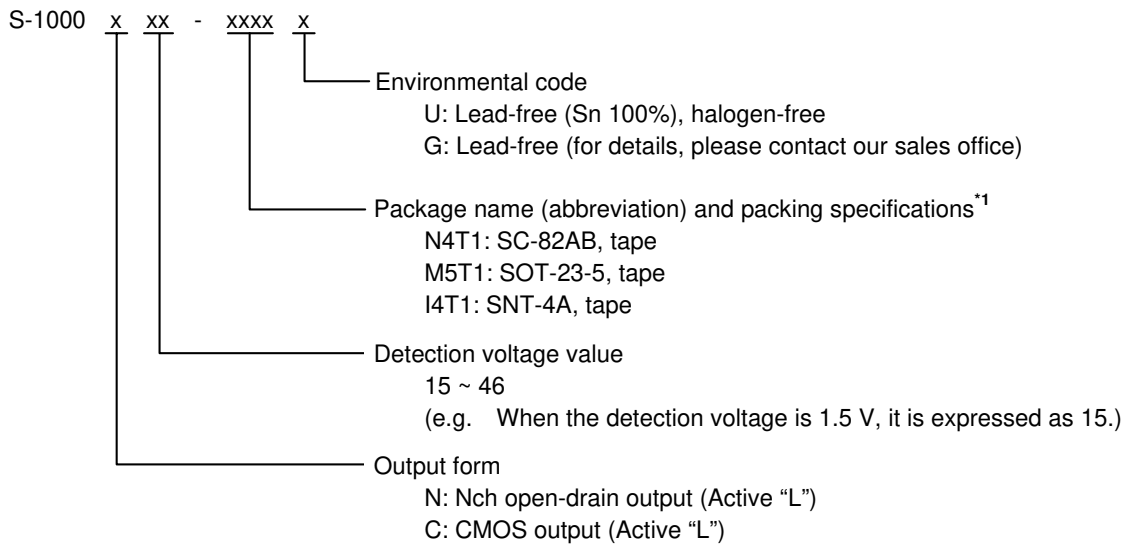 S-1000 x xx - xxxx x
Environmental code
U: Lead-free (Sn 100%), halogen-free
G: Lead-free (for details, please contact our sales office)
Package name (abbreviation) and packing specifications*1
N4T1: SC-82AB, tape
M5T1: SOT-23-5, tape
I4T1: SNT-4A, tape
Detection voltage value
15 ~ 46
(e.g. When the detection voltage is 1.5 V, it is expressed as 15.)
Output form
N: Nch open-drain output (Active “L”)
C: CMOS output (Active “L”)